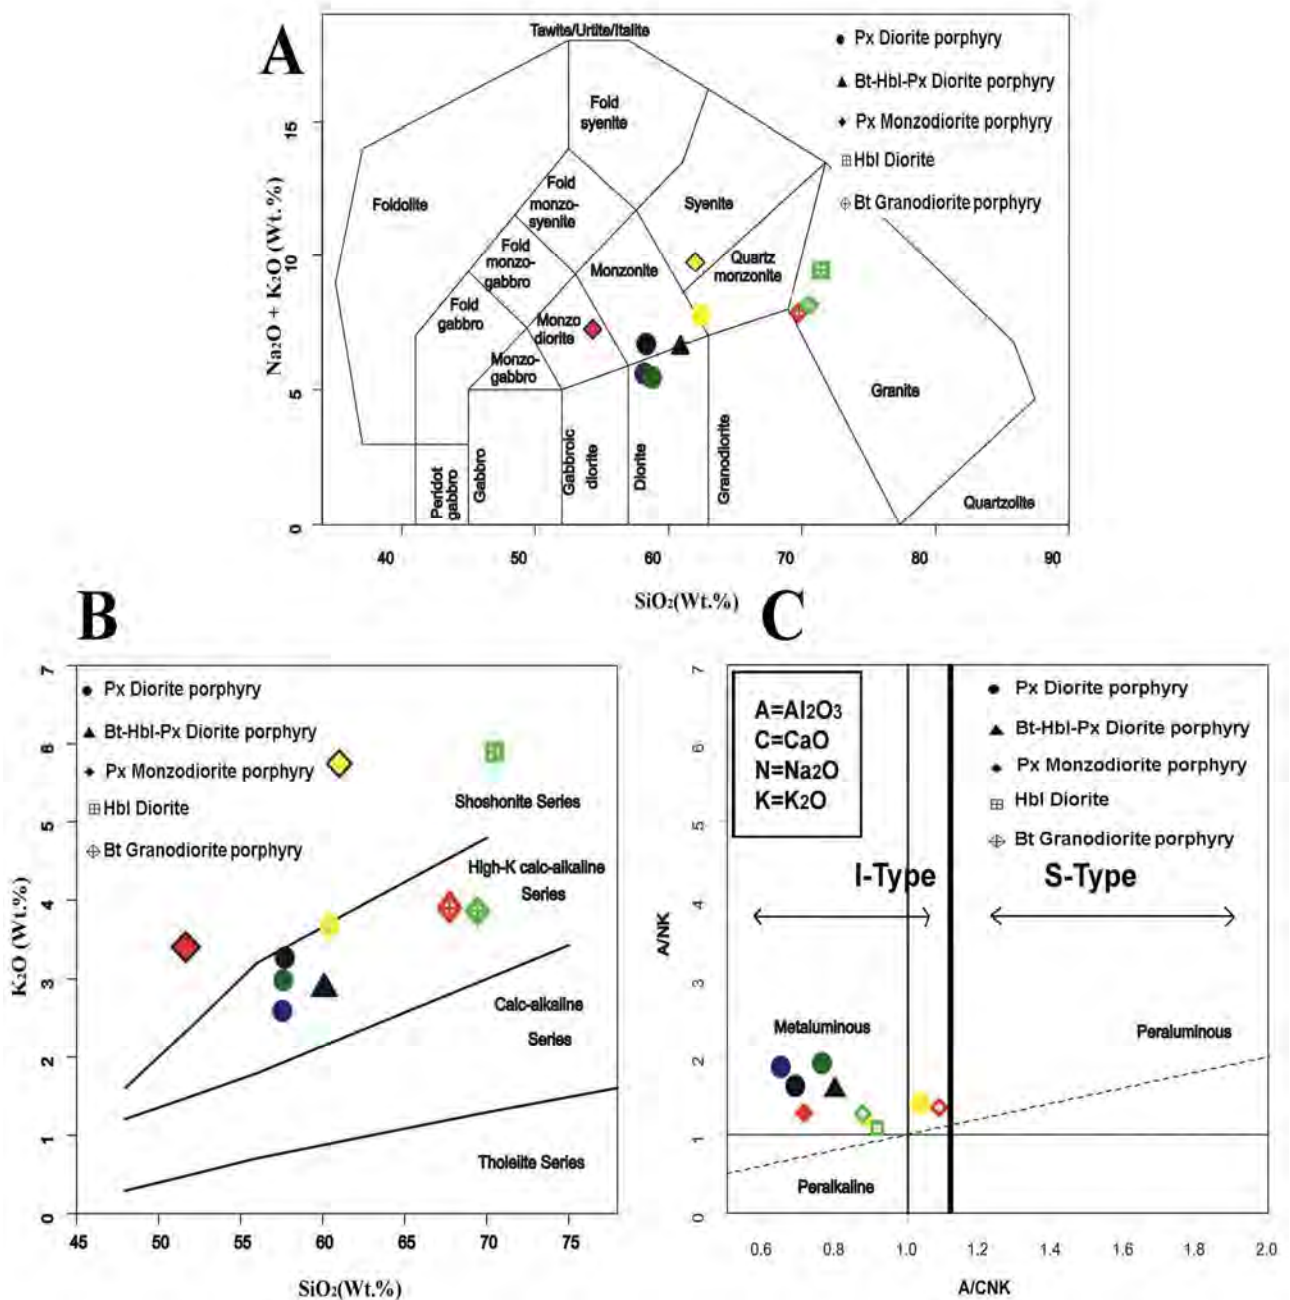 A
Tawite/Urtite/Italite
Px Diorite porphyry
Bt-Hbl-Px Diorite porphyry
Px Monzodiorite porphyry
Hbl Diorite
Bt Granodiorite porphyry
Fold
syenite
Foldolite
Fold
monzo-
syenite
Syenite
Fold
monzo-
gabbro
Monzonite
Quartz
monzonite
Fold
gabbro
Monzo
diorite
Monzo-
gabbro
Granite
Peridot
gabbro
Gabbro
Gabbroic
diorite
Diorite
Granodiorite
Quartzolite
Na2O + K2O (Wt.%)
0
5
10
15
40
50
60
70
80
90
SiO2(Wt.%)
B
Px Diorite porphyry
Bt-Hbl-Px Diorite porphyry
Px Monzodiorite porphyry
Hbl Diorite
Bt Granodiorite porphyry
Shoshonite Series
High-K calc-alkaline
Series
Calc-alkaline
Series
Tholeiite Series
K2O (Wt.%)
0
1
2
3
4
5
6
7
45
50
55
60
65
70
75
SiO2(Wt.%)
C
A=Al2O3
C=CaO
N=Na2O
K=K2O
Px Diorite porphyry
Bt-Hbl-Px Diorite porphyry
Px Monzodiorite porphyry
Hbl Diorite
Bt Granodiorite porphyry
I-Type
S-Type
Metaluminous
Peraluminous
Peralkaline
A/NK
0
1
2
3
4
5
6
7
0.6
0.8
1.0
1.2
1.4
1.6
1.8
2.0
A/CNK